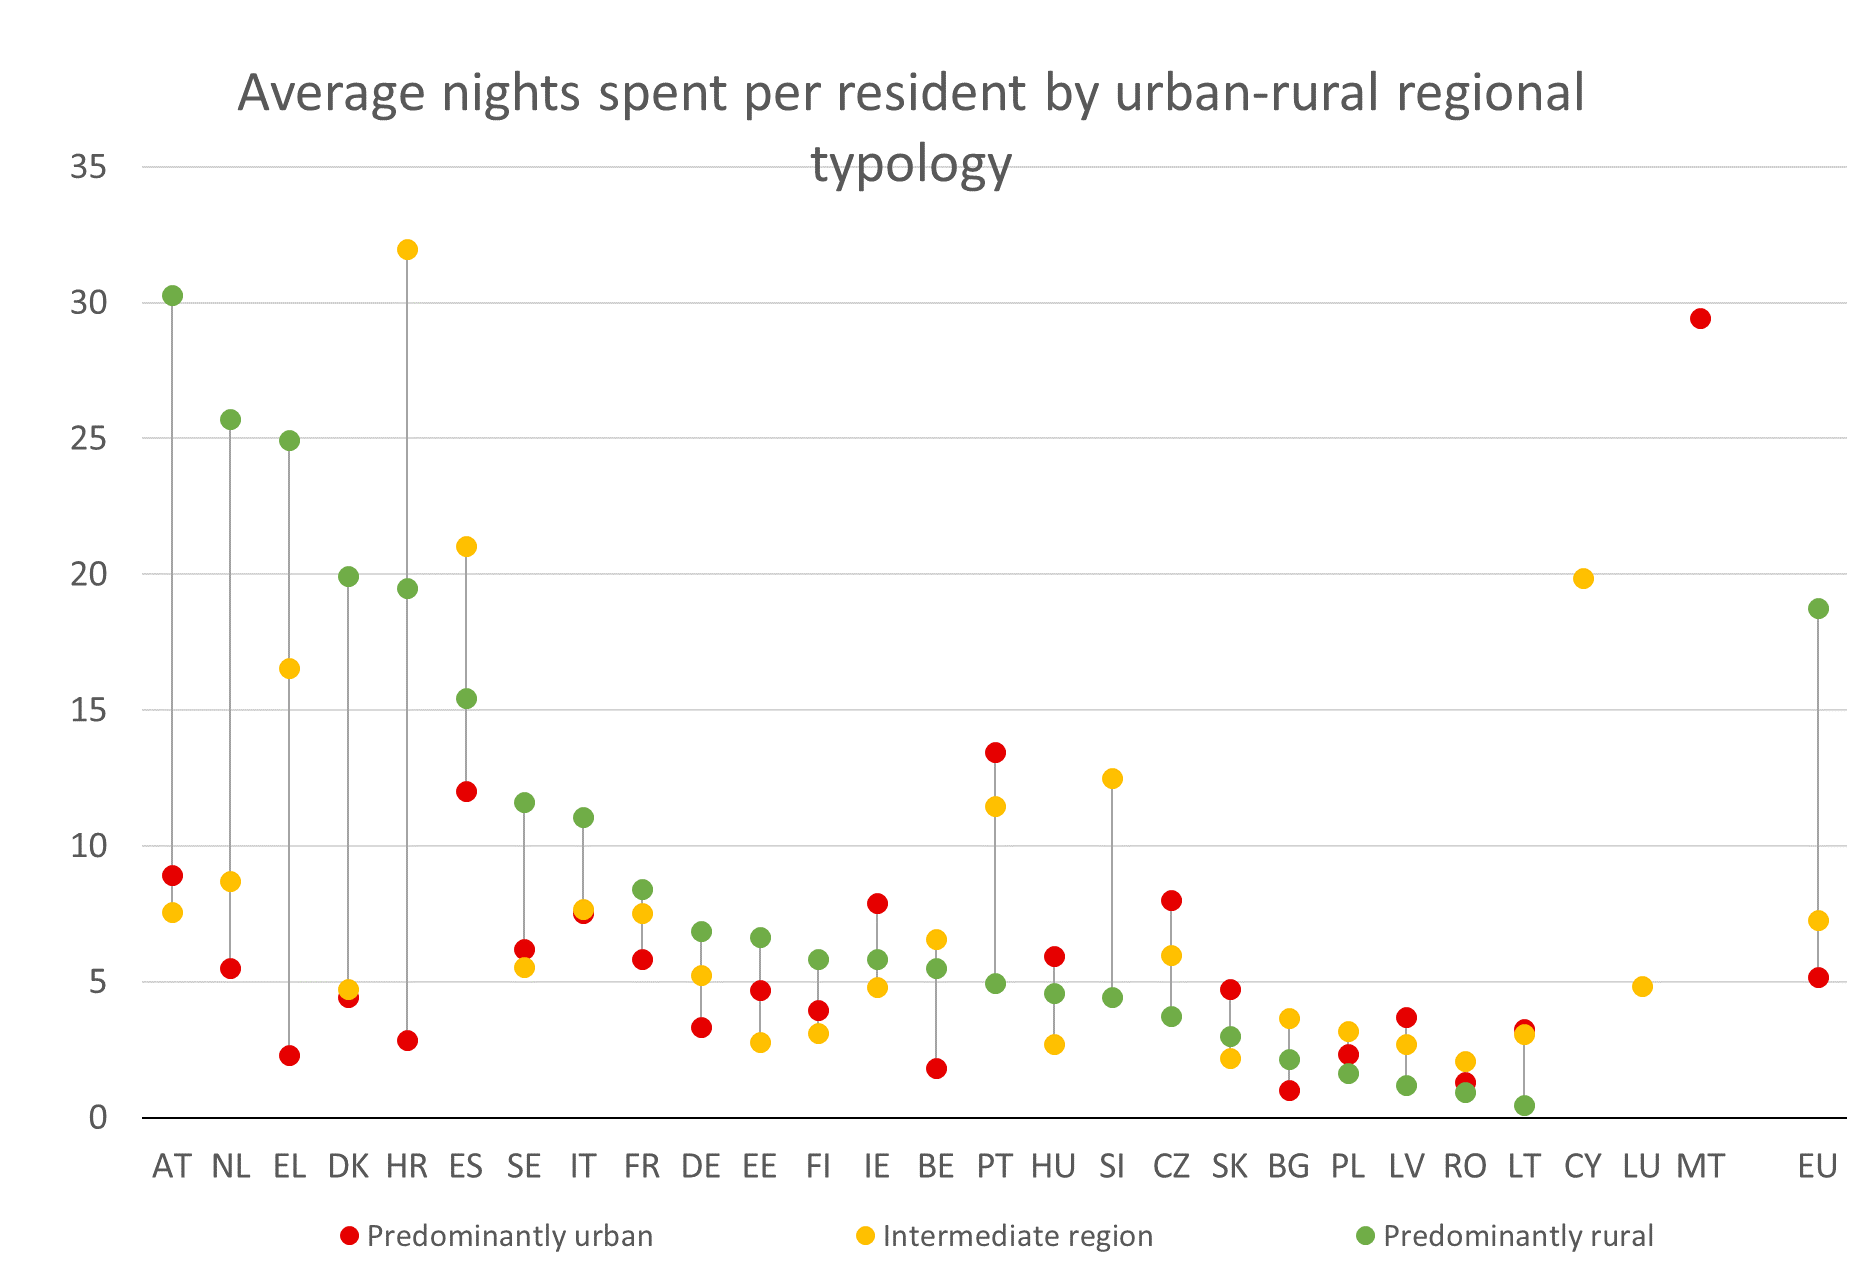 Average nights spent per resident by urban-rural regional
typology
35
30
25
20
15
10
5
0
AT NL EL DK HR ES SE IT FR DE EE FI IE BE PT HU SI CZ SK BG PL LV RO LT CY LU MT EU
Predominantly urban Intermediate region Predominantly rural